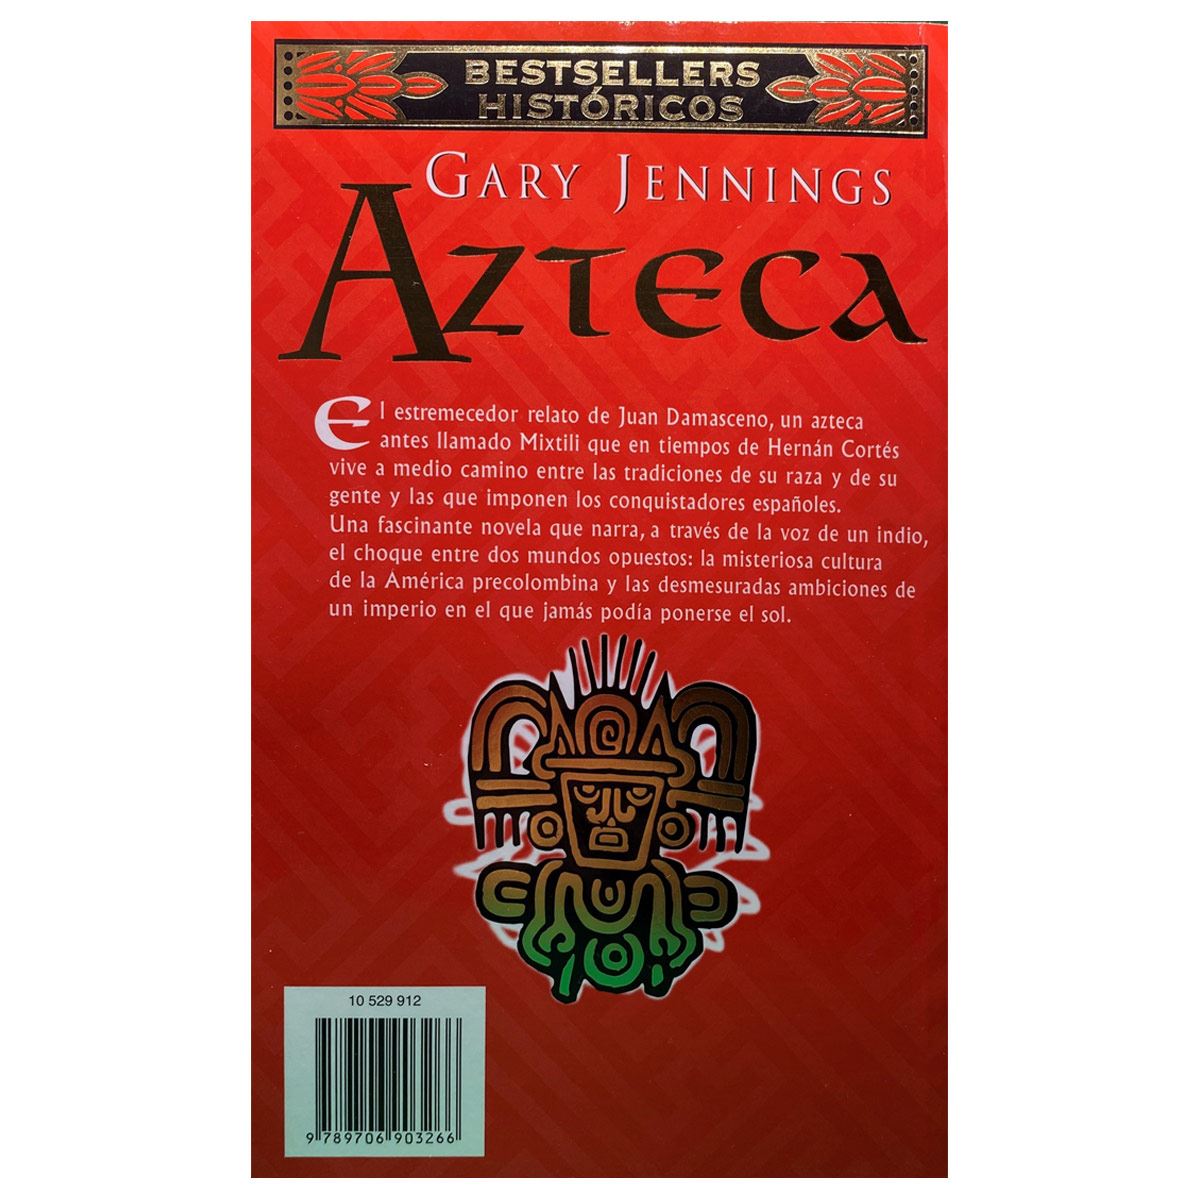 BESTSELLERS
HISTÓRICOS
GARY JENNINGS
AZTECA
El estremecedor relato de Juan Damasceno, un azteca
antes llamado Mixtili que en tiempos de Hernán Cortés
vive a medio camino entre las tradiciones de su raza y de su
gente y las que imponen los conquistadores españoles.
Una fascinante novela que narra, a través de la voz de un indio,
el choque entre dos mundos opuestos: la misteriosa cultura
de la América precolombina y las desmesuradas ambiciones de
un imperio en el que jamás podía ponerse el sol.
10 529 912
9 789706 903266